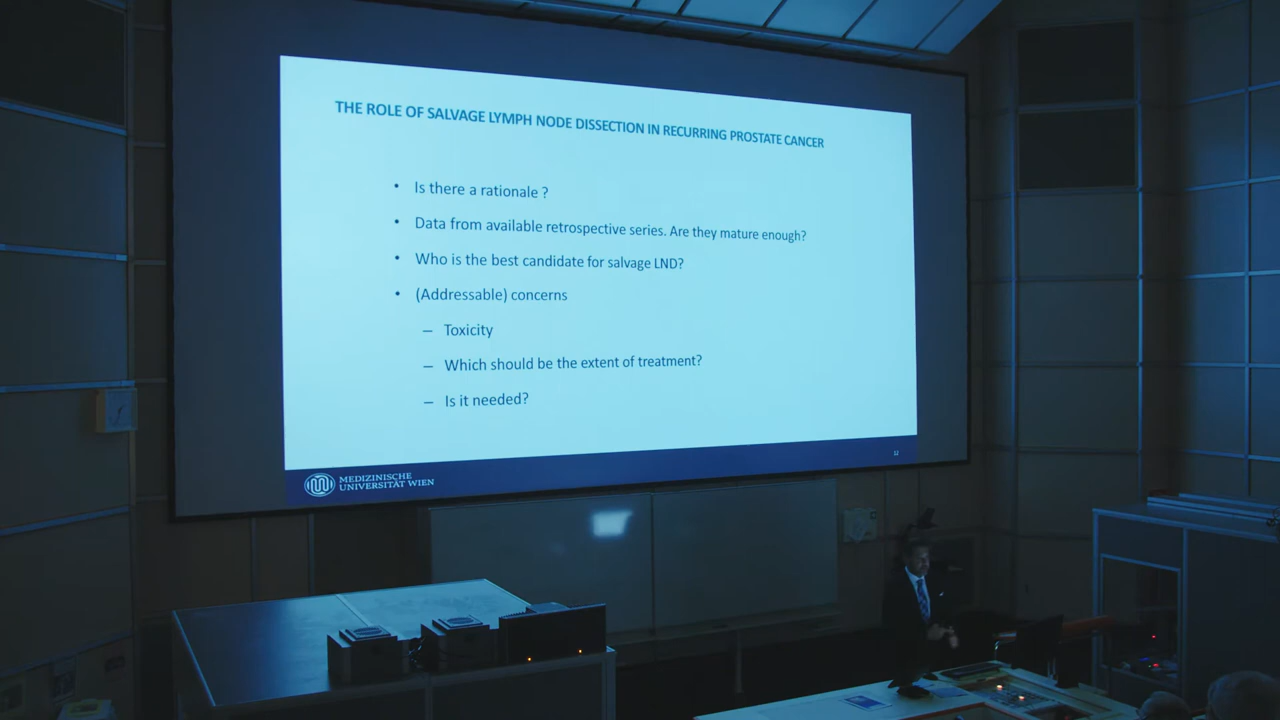 THE ROLE OF SALVAGE LYMPH NODE DISSECTION IN RECURRING PROSTATE CANCER
• Is there a rationale ?
• Data from available retrospective series. Are they mature enough?
• Who is the best candidate for salvage LND?
• (Addressable) concerns
– Toxicity
– Which should be the extent of treatment?
– Is it needed?
12
MEDIZINISCHE
UNIVERSITÄT WIEN